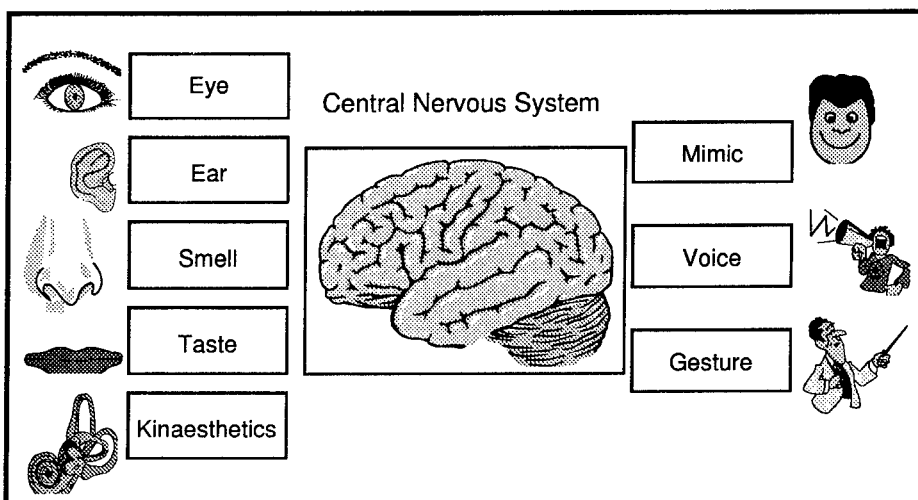 Eye
Ear
Smell
Taste
Kinaesthetics
Central Nervous System
Mimic
Voice
Gesture